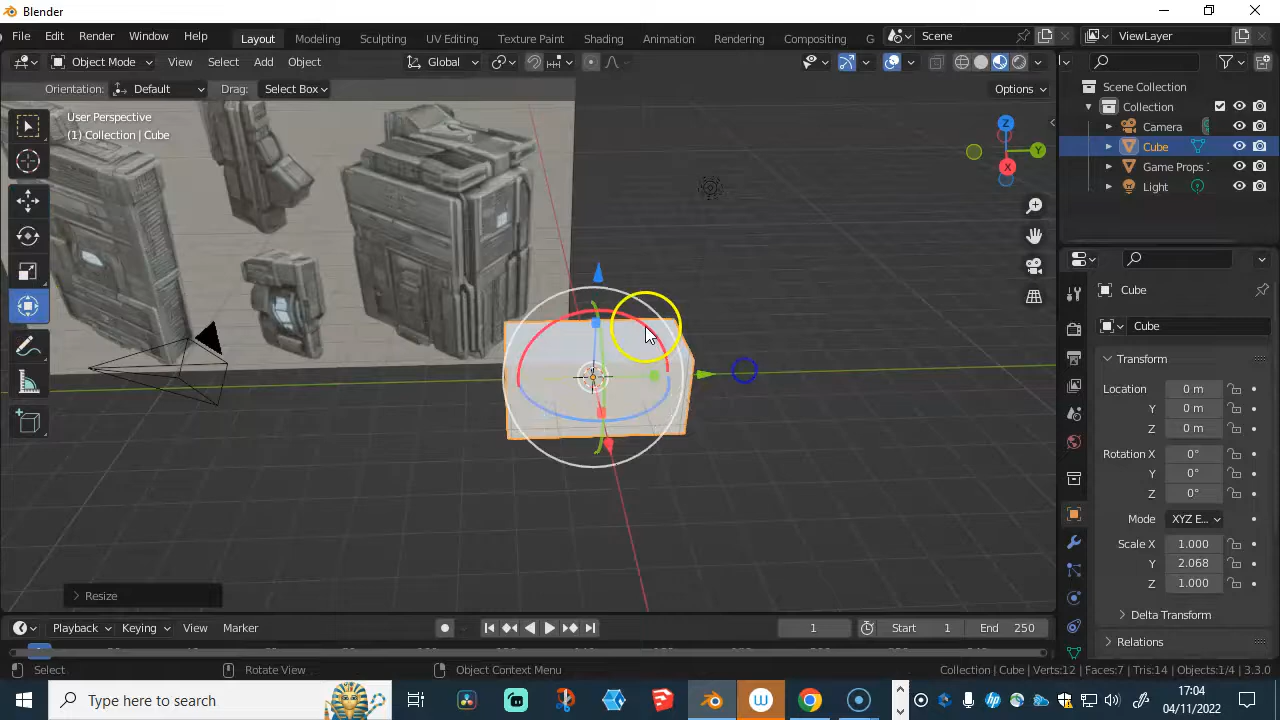 Blender
File Edit Render Window Help
Layout Modeling Sculpting UV Editing Texture Paint Shading Animation Rendering Compositing G
Scene
ViewLayer
Object Mode View Select Add Object
Global
Options
Orientation: Default Drag: Select Box
User Perspective
(1) Collection | Cube
Z
Y
X
Scene Collection
Collection
Camera
Cube
Game Props
Light
Cube
Cube
Transform
Location 0 m
Y 0 m
Z 0 m
Rotation X 0°
Y 0°
Z 0°
Mode XYZ E...
Scale X 1.000
Y 2.068
Z 1.000
Delta Transform
Relations
Resize
Playback Keying View Marker
1
Start 1
End 250
Select
Rotate View
Object Context Menu
Collection | Cube | Verts:12 | Faces:7 | Tris:14 | Objects:1/4 | 3.3.0
Type here to search
17:04
04/11/2022